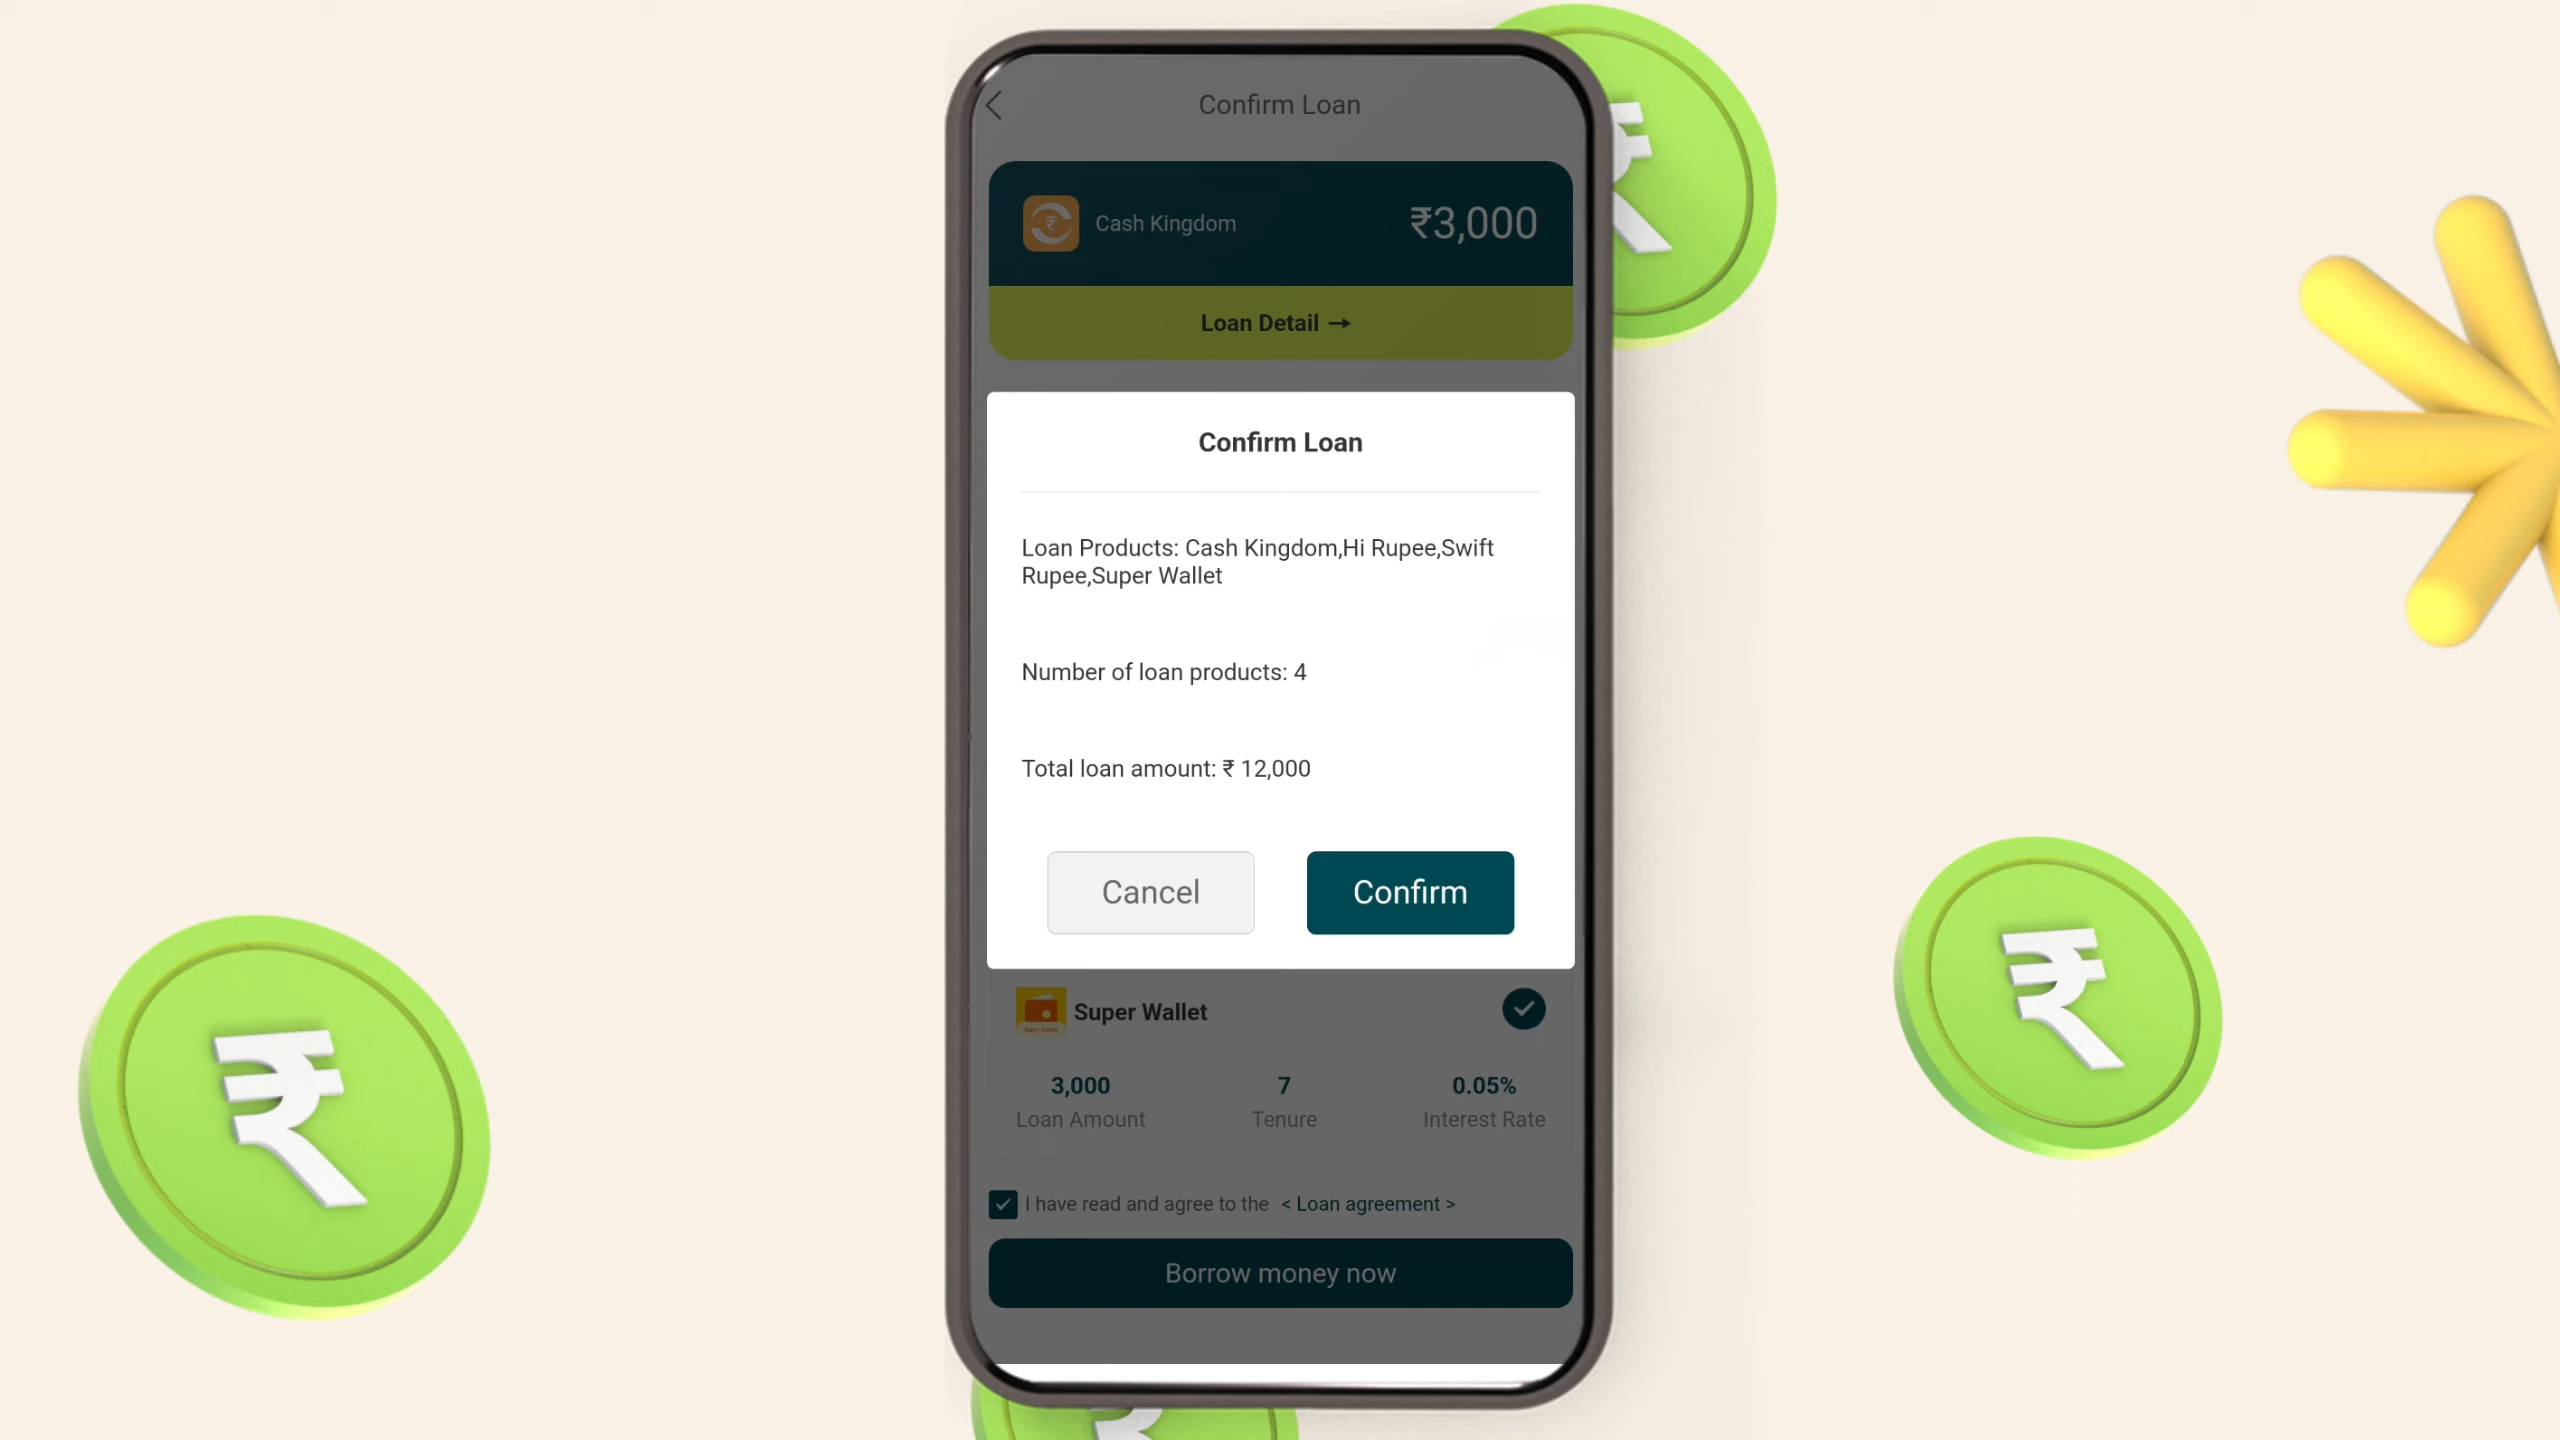 Confirm Loan
Cash Kingdom
₹3,000
Loan Detail →
Confirm Loan
Loan Products: Cash Kingdom,Hi Rupee,Swift
Rupee,Super Wallet
Number of loan products: 4
Total loan amount: ₹ 12,000
Cancel
Confirm
Super Wallet
Super Wallet
3,000
7
0.05%
Loan Amount
Tenure
Interest Rate
I have read and agree to the < Loan agreement >
Borrow money now
₹
₹
₹
₹